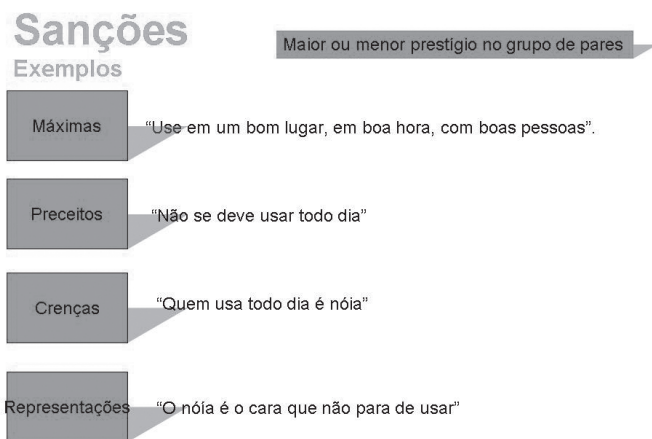 Sanções
Maior ou menor prestígio no grupo de pares
Exemplos
Máximas
“Use em um bom lugar, em boa hora, com boas pessoas”.
Preceitos
“Não se deve usar todo dia”
Crenças
“Quem usa todo dia é nóia”
Representações
“O nóía é o cara que não para de usar”